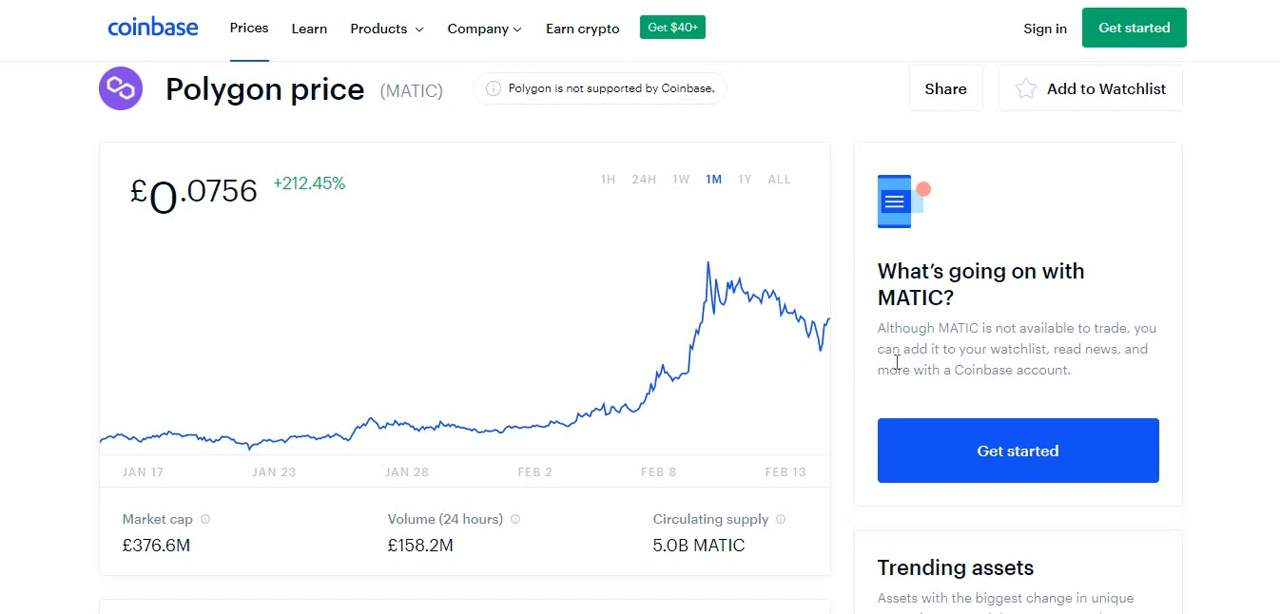 coinbase Prices Learn Products Company Earn crypto Get $40+ Sign in Get started
Polygon price (MATIC) Polygon is not supported by Coinbase. Share Add to Watchlist
£0.0756 +212.45% 1H 24H 1W 1M 1Y ALL
JAN 17 JAN 23 JAN 28 FEB 2 FEB 8 FEB 13
Market cap Volume (24 hours) Circulating supply
£376.6M £158.2M 5.0B MATIC
What's going on with
MATIC?
Although MATIC is not available to trade, you
can add it to your watchlist, read news, and
more with a Coinbase account.
Get started
Trending assets
Assets with the biggest change in unique